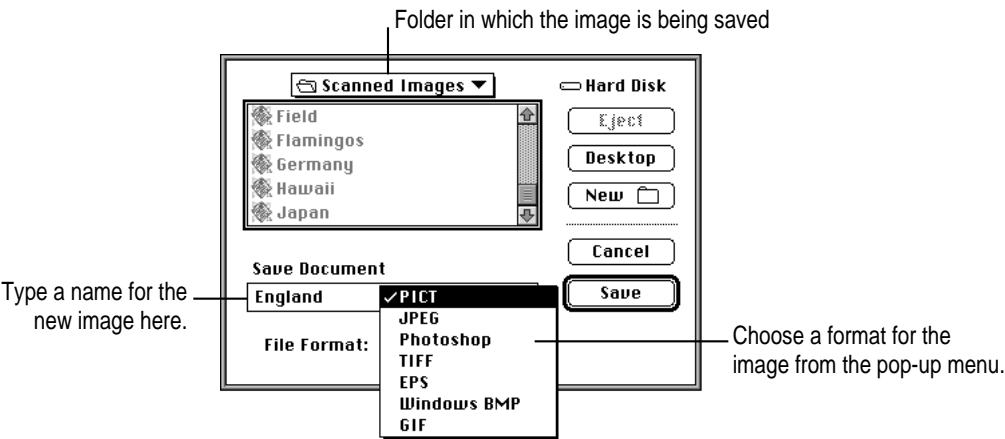 Folder in which the image is being saved
Scanned Images
Hard Disk
Field
Flamingos
Germany
Hawaii
Japan
Eject
Desktop
New
Cancel
Save
Save Document
England
Type a name for the
new image here.
File Format:
PICT
JPEG
Photoshop
TIFF
EPS
Windows BMP
GIF
Choose a format for the
image from the pop-up menu.